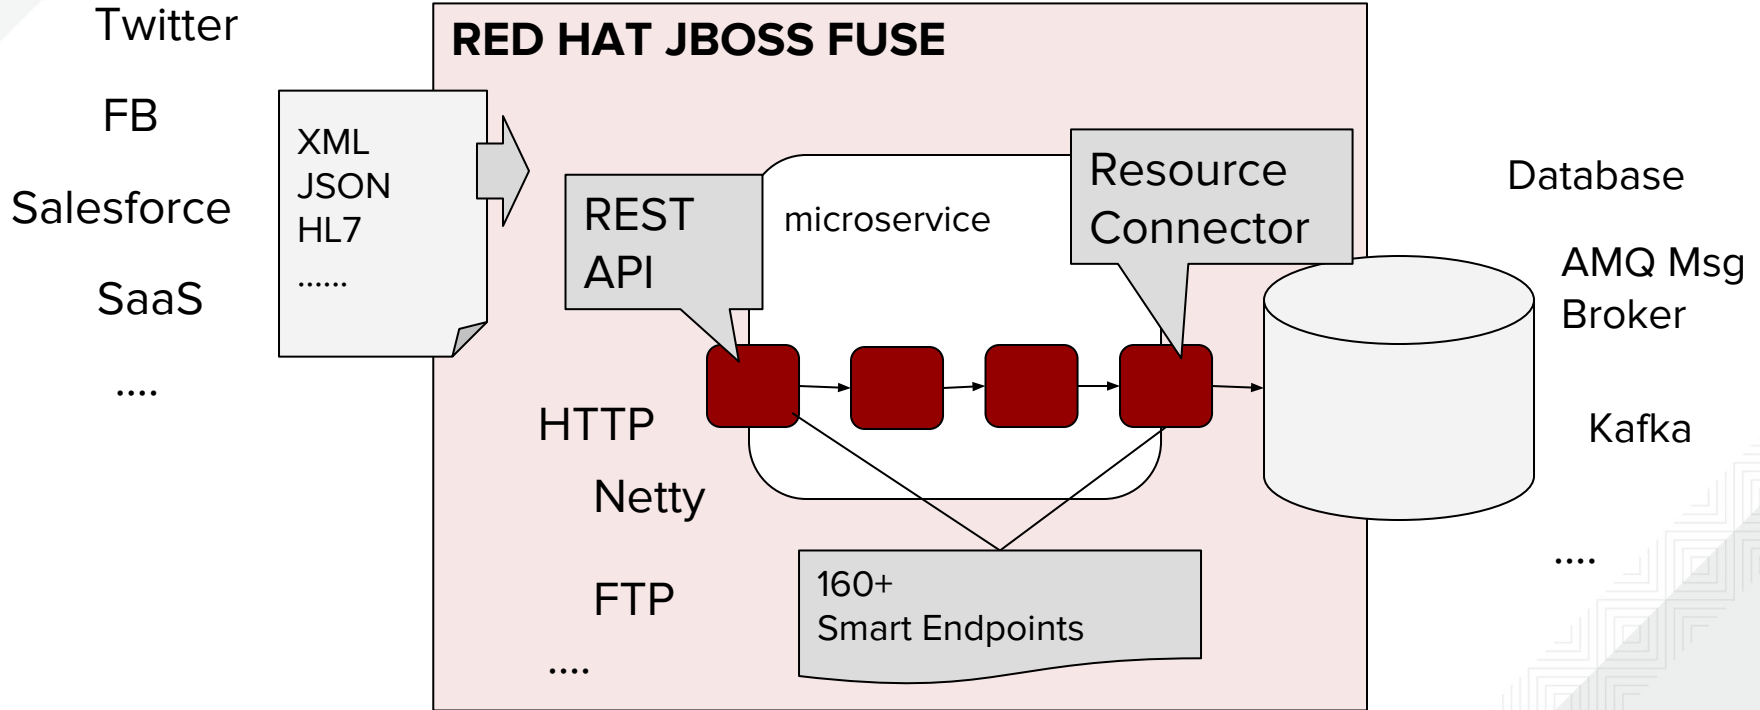 Twitter
FB
Salesforce
SaaS
....
RED HAT JBOSS FUSE
XML
JSON
HL7
......
REST
API
microservice
Resource
Connector
HTTP
Netty
FTP
....
160+
Smart Endpoints
Database
AMQ Msg
Broker
Kafka
....